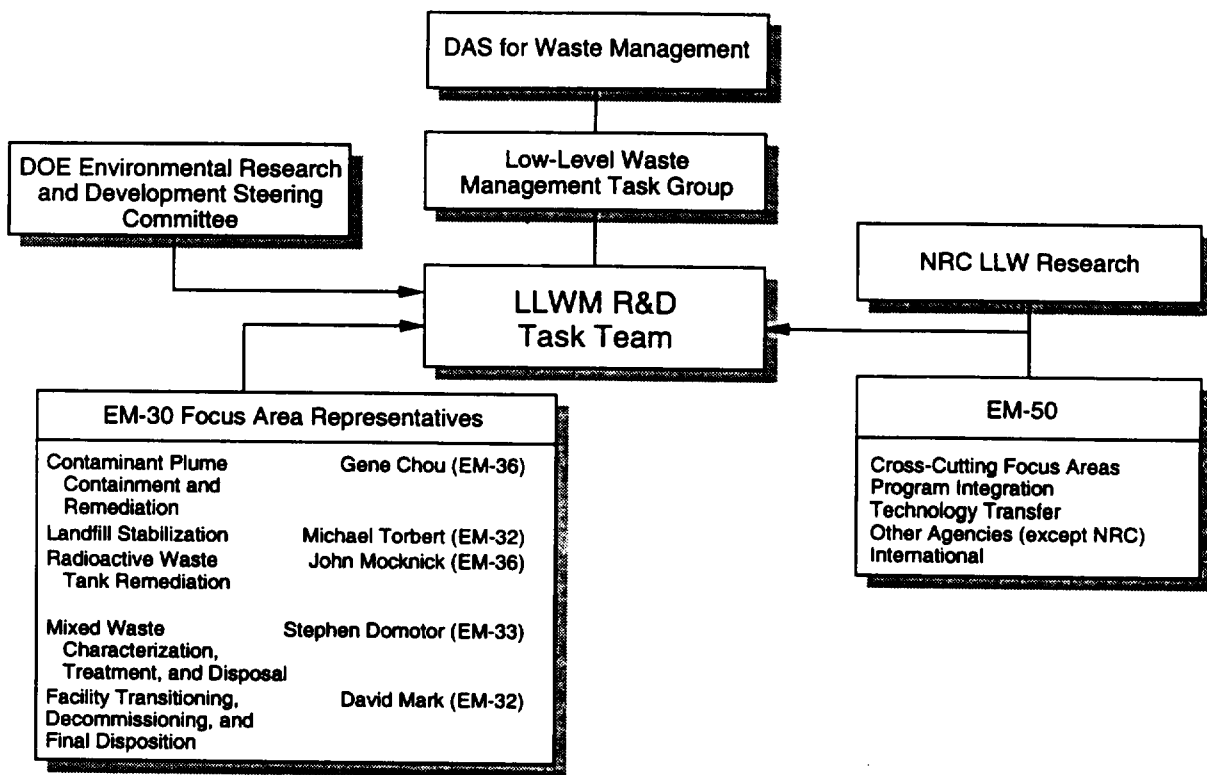 DAS for Waste Management
Low-Level Waste
Management Task Group
DOE Environmental Research
and Development Steering
Committee
NRC LLW Research
LLWM R&D
Task Team
EM-30 Focus Area Representatives
Contaminant Plume Gene Chou (EM-36)
Containment and
Remediation
Landfill Stabilization Michael Torbert (EM-32)
Radioactive Waste John Mocknick (EM-36)
Tank Remediation
Mixed Waste Stephen Domotor (EM-33)
Characterization,
Treatment, and Disposal
Facility Transitioning, David Mark (EM-32)
Decommissioning, and
Final Disposition
EM-50
Cross-Cutting Focus Areas
Program Integration
Technology Transfer
Other Agencies (except NRC)
International